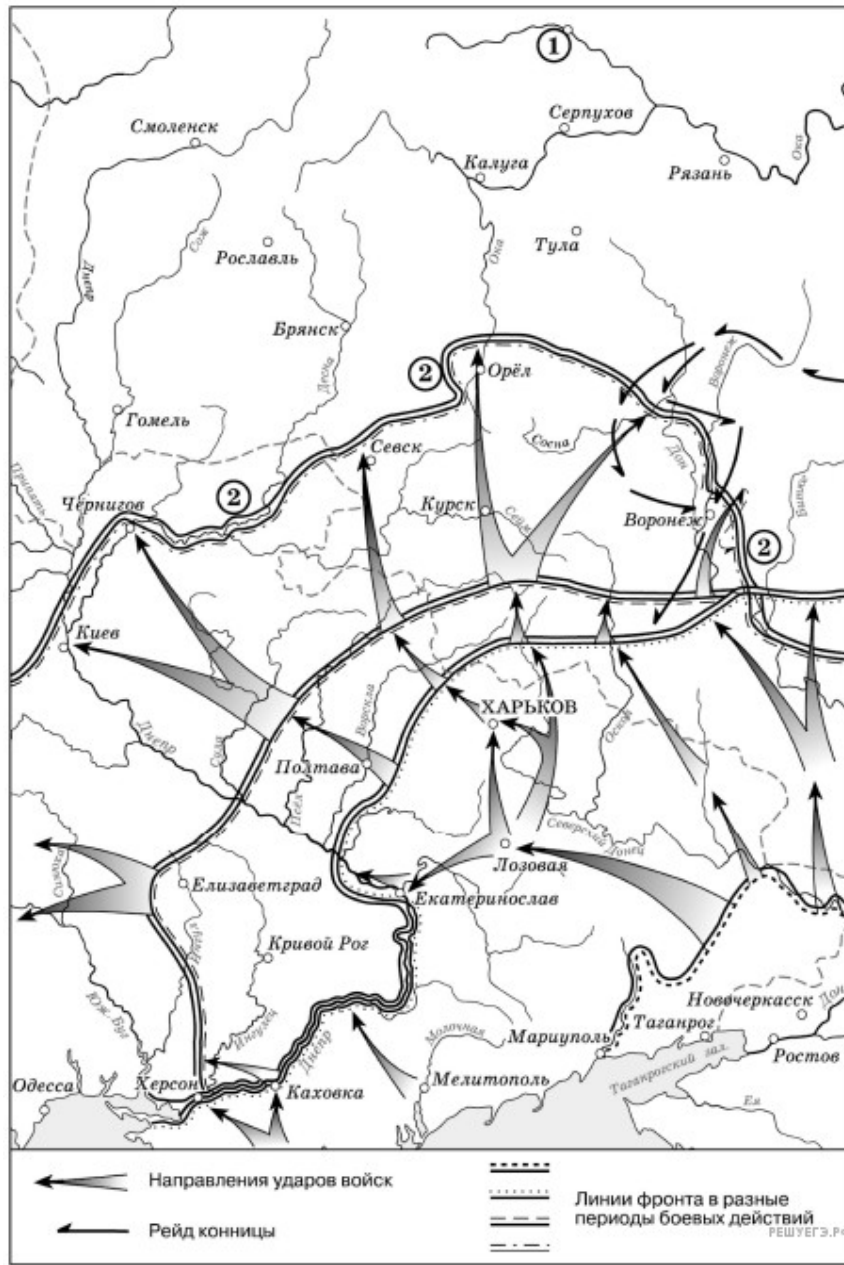 1
Смоленск
Серпухов
Калуга
Рязань
Ока
Рославль
Сож
Днепр
Тула
Ока
Брянск
Десна
2
Орёл
Воронеж
Гомель
Сосна
Дон
Севск
Припять
Чернигов
2
Курск
Сейм
Воронеж
Битюг
2
Киев
Днепр
Сула
Псёл
Ворскла
ХАРЬКОВ
Оскол
Полтава
Северский Донец
Лозовая
Синюха
Елизаветград
Екатеринослав
Ингул
Кривой Рог
Новочеркасск
Дон
Юж. Буг
Ингулец
Днепр
Молочная
Мариуполь
Таганрог
Ростов
Таганрогский зал.
Одесса
Херсон
Каховка
Мелитополь
Ея
Направления ударов войск
Рейд конницы
Линии фронта в разные
периоды боевых действий
РЕШУЕГЭ.РФ